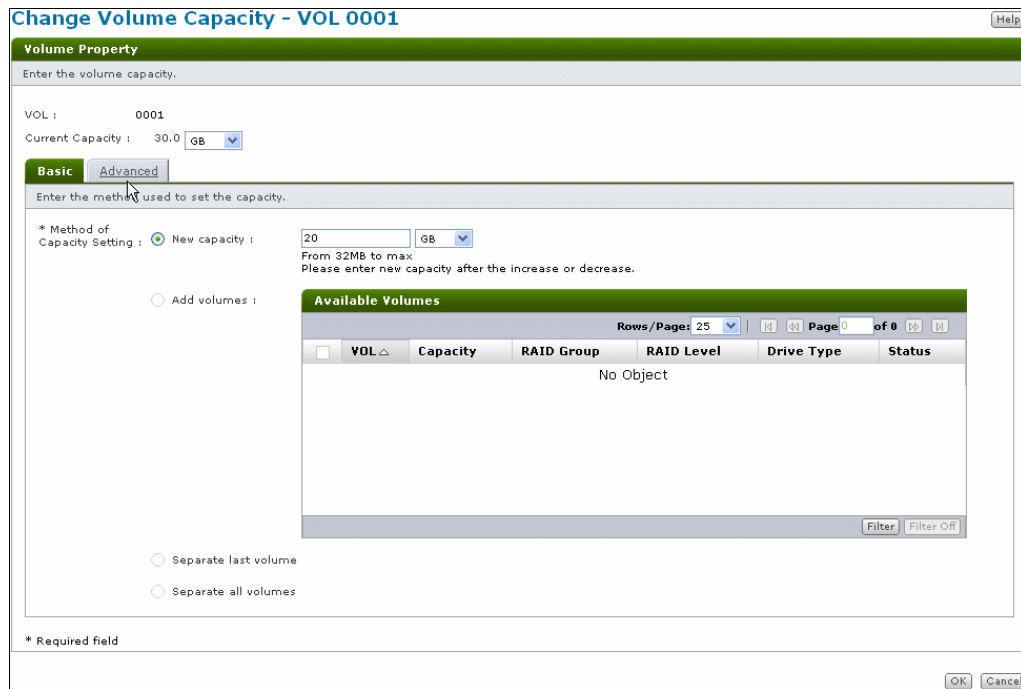 Change Volume Capacity - VOL 0001
Help
Volume Property
Enter the volume capacity.
VOL : 0001
Current Capacity : 30.0 GB
Basic Advanced
Enter the method used to set the capacity.
* Method of
Capacity Setting : New capacity : 20 GB
From 32MB to max
Please enter new capacity after the increase or decrease.
Add volumes : Available Volumes
Rows/Page: 25 Page 0 of 0
VOL Capacity RAID Group RAID Level Drive Type Status
No Object
Filter Filter Off
Separate last volume
Separate all volumes
* Required field
OK Cancel